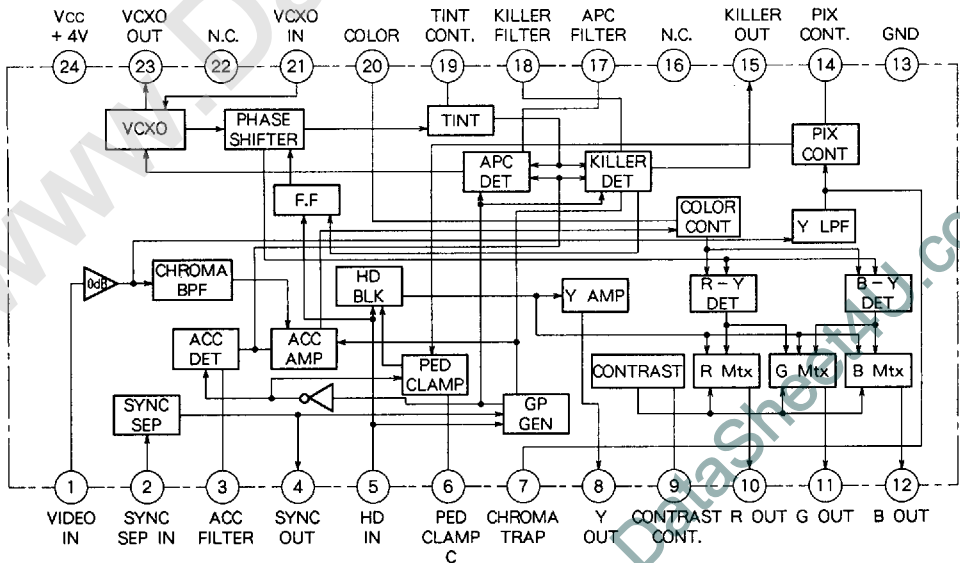 Vcc VCXO VCXO TINT KILLER APC KILLER PIX
+ 4V OUT N.C. IN COLOR CONT. FILTER FILTER N.C. OUT CONT. GND
24 23 22 21 20 19 18 17 16 15 14 13
VCXO
PHASE
SHIFTER
TINT
PIX
CONT
APC
DET
KILLER
DET
F.F
COLOR
CONT
Y LPF
0dB
CHROMA
BPF
HD
BLK
Y AMP
R-Y
DET
B-Y
DET
ACC
DET
ACC
AMP
PED
CLAMP
CONTRAST
R Mtx
G Mtx
B Mtx
SYNC
SEP
GP
GEN
1 2 3 4 5 6 7 8 9 10 11 12
VIDEO SYNC ACC SYNC HD PED CHROMA Y CONTRAST R OUT G OUT B OUT
IN SEP IN FILTER OUT IN CLAMP TRAP OUT CONT.
C
www.Da
DataSheet4U.co